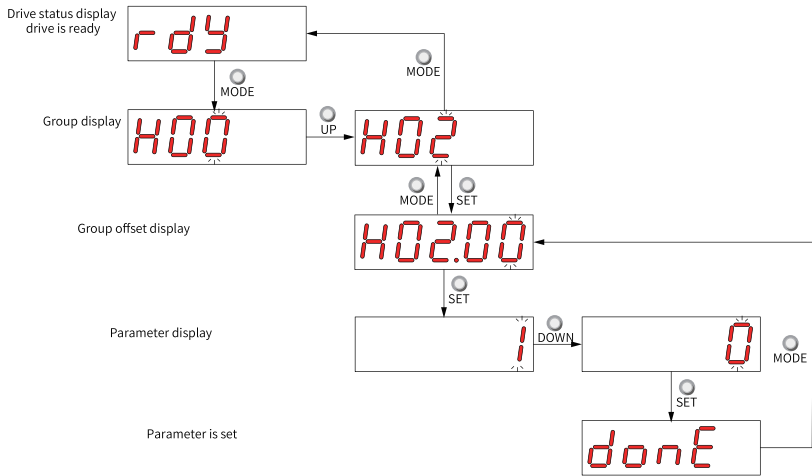 Drive status display
drive is ready
rdy
MODE
MODE
Group display
H00
UP
H02
MODE
SET
Group offset display
H02.00
SET
Parameter display
1
DOWN
0
MODE
SET
Parameter is set
donE